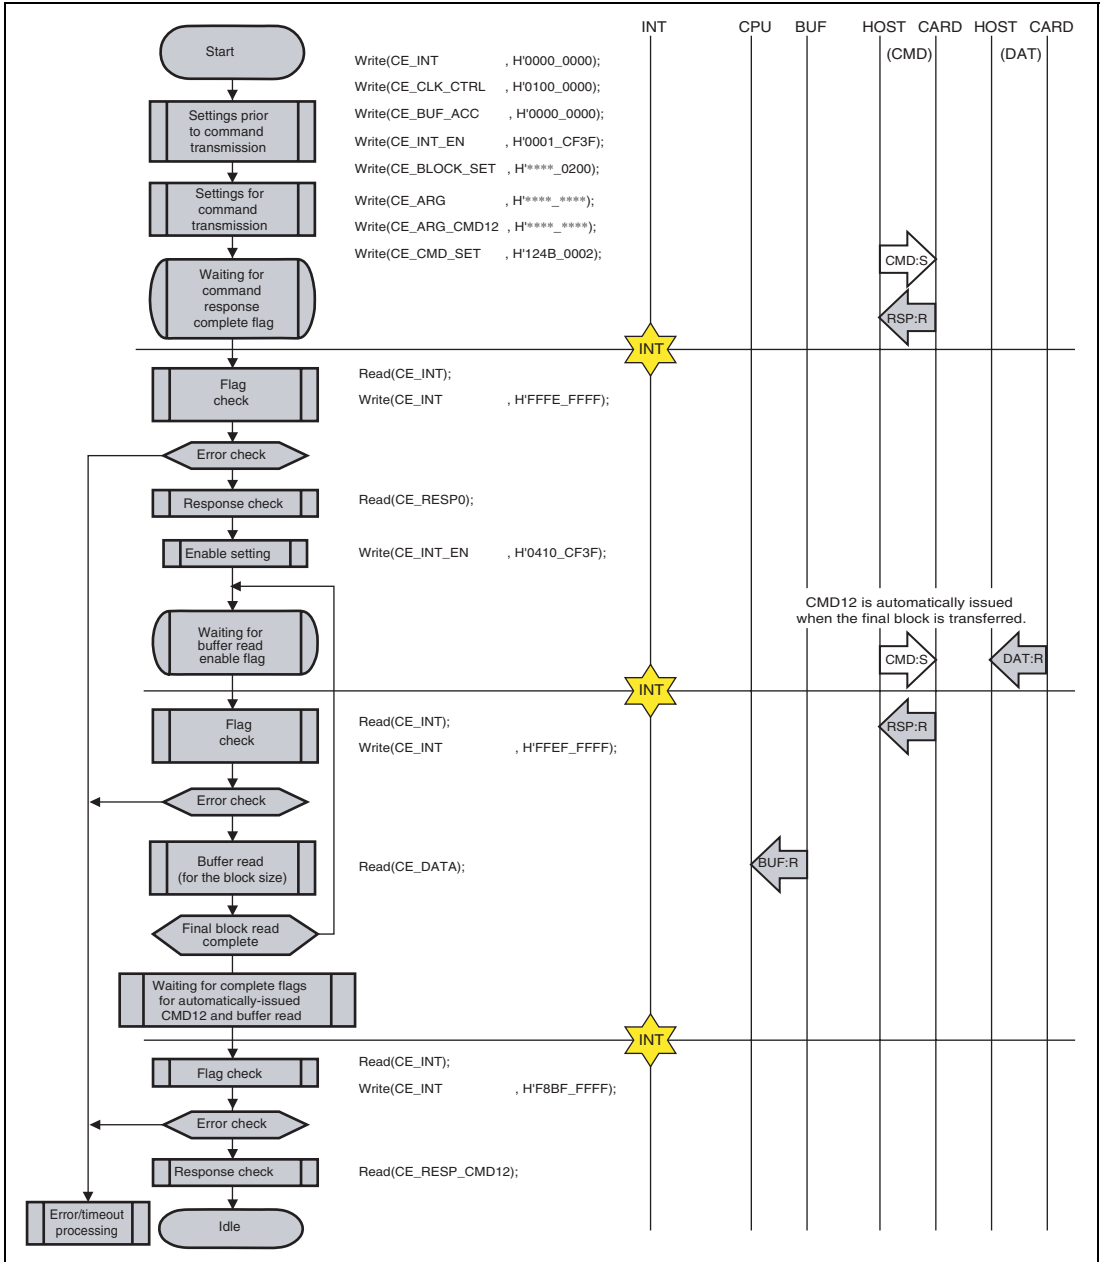 INT CPU BUF HOST CARD HOST CARD
(CMD) (DAT)
Start
Write(CE_INT , H'0000_0000);
Write(CE_CLK_CTRL , H'0100_0000);
Settings prior
to command
transmission
Write(CE_BUF_ACC , H'0000_0000);
Write(CE_INT_EN , H'0001_CF3F);
Write(CE_BLOCK_SET , H'****_0200);
Settings for
command
transmission
Write(CE_ARG , H'****_****);
Write(CE_ARG_CMD12 , H'****_****);
Write(CE_CMD_SET , H'124B_0002);
CMD:S
Waiting for
command
response
complete flag
RSP:R
INT
Flag
check
Read(CE_INT);
Write(CE_INT , H'FFFE_FFFF);
Error check
Response check
Read(CE_RESP0);
Enable setting
Write(CE_INT_EN , H'0410_CF3F);
CMD12 is automatically issued
when the final block is transferred.
Waiting for
buffer read
enable flag
CMD:S
DAT:R
INT
Flag
check
Read(CE_INT);
Write(CE_INT , H'FFEF_FFFF);
RSP:R
Error check
Buffer read
(for the block size)
Read(CE_DATA);
BUF:R
Final block read
complete
Waiting for complete flags
for automatically-issued
CMD12 and buffer read
INT
Flag check
Read(CE_INT);
Write(CE_INT , H'F8BF_FFFF);
Error check
Response check
Read(CE_RESP_CMD12);
Error/timeout
processing
Idle